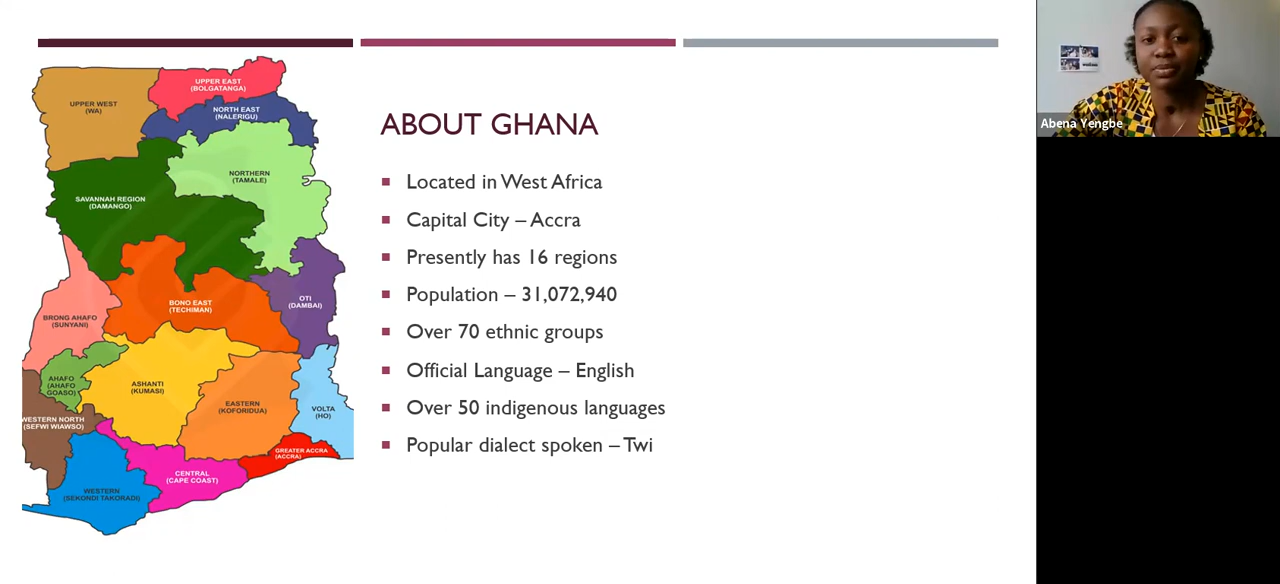 UPPER EAST
(BOLGATANGA)
UPPER WEST
(WA)
NORTH EAST
(NALERIGU)
NORTHERN
(TAMALE)
SAVANNAH REGION
(DAMANGO)
BONO EAST
(TECHIMAN)
OTI
(DAMBAI)
BRONG AHAFO
(SUNYANI)
AHAFO
(AHAFO
GOASO)
ASHANTI
(KUMASI)
EASTERN
(KOFORIDUA)
VOLTA
(HO)
WESTERN NORTH
(SEFWI WIAWSO)
GREATER ACCRA
(ACCRA)
CENTRAL
(CAPE COAST)
WESTERN
(SEKONDI TAKORADI)
ABOUT GHANA
▪ Located in West Africa
▪ Capital City – Accra
▪ Presently has 16 regions
▪ Population – 31,072,940
▪ Over 70 ethnic groups
▪ Official Language – English
▪ Over 50 indigenous languages
▪ Popular dialect spoken – Twi
Abena Yengbe